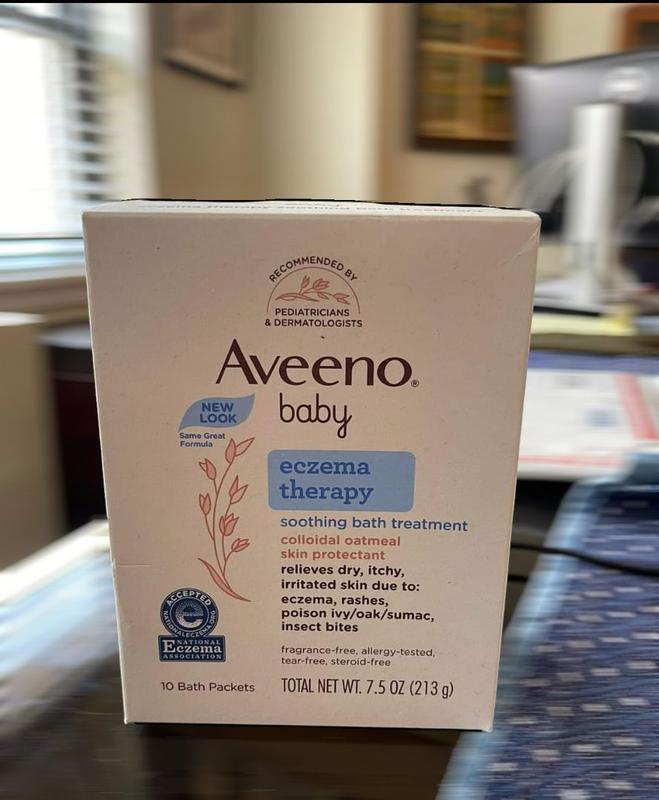 RECOMMENDED BY
PEDIATRICIANS
& DERMATOLOGISTS
Aveeno®
baby
NEW
LOOK
Same Great
Formula
eczema
therapy
soothing bath treatment
colloidal oatmeal
skin protectant
relieves dry, itchy,
irritated skin due to:
eczema, rashes,
poison ivy/oak/sumac,
insect bites
ACCEPTED
NATIONALECZEMA.ORG
NATIONAL
Eczema
ASSOCIATION
fragrance-free, allergy-tested,
tear-free, steroid-free
10 Bath Packets
TOTAL NET WT. 7.5 OZ (213 g)